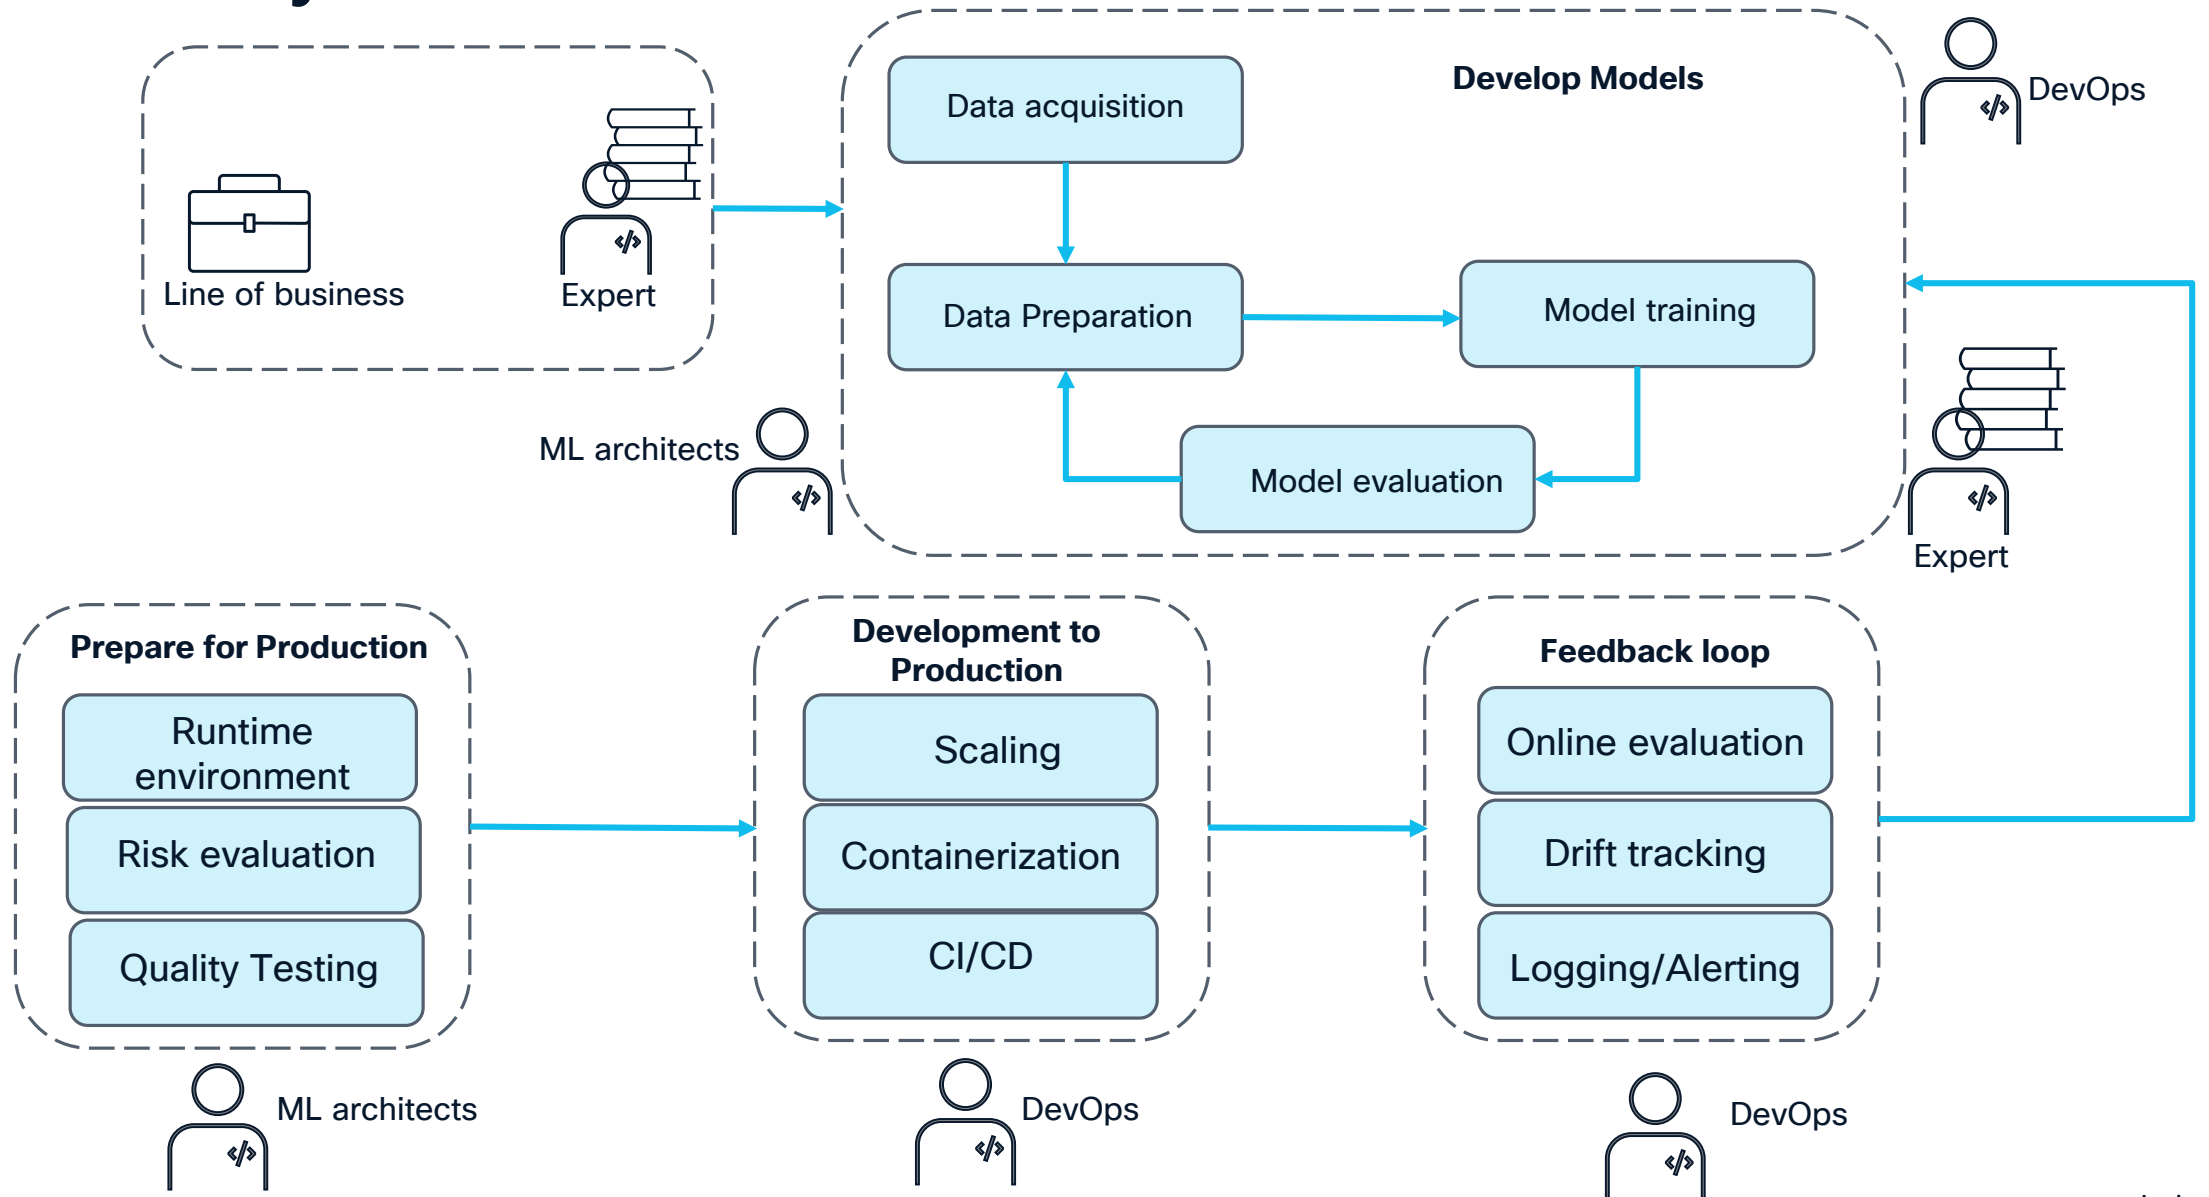 Line of business
Expert
Data acquisition
Develop Models
DevOps
Data Preparation
Model training
Model evaluation
ML architects
Expert
Prepare for Production
Runtime
environment
Risk evaluation
Quality Testing
ML architects
Development to
Production
Scaling
Containerization
CI/CD
DevOps
Feedback loop
Online evaluation
Drift tracking
Logging/Alerting
DevOps